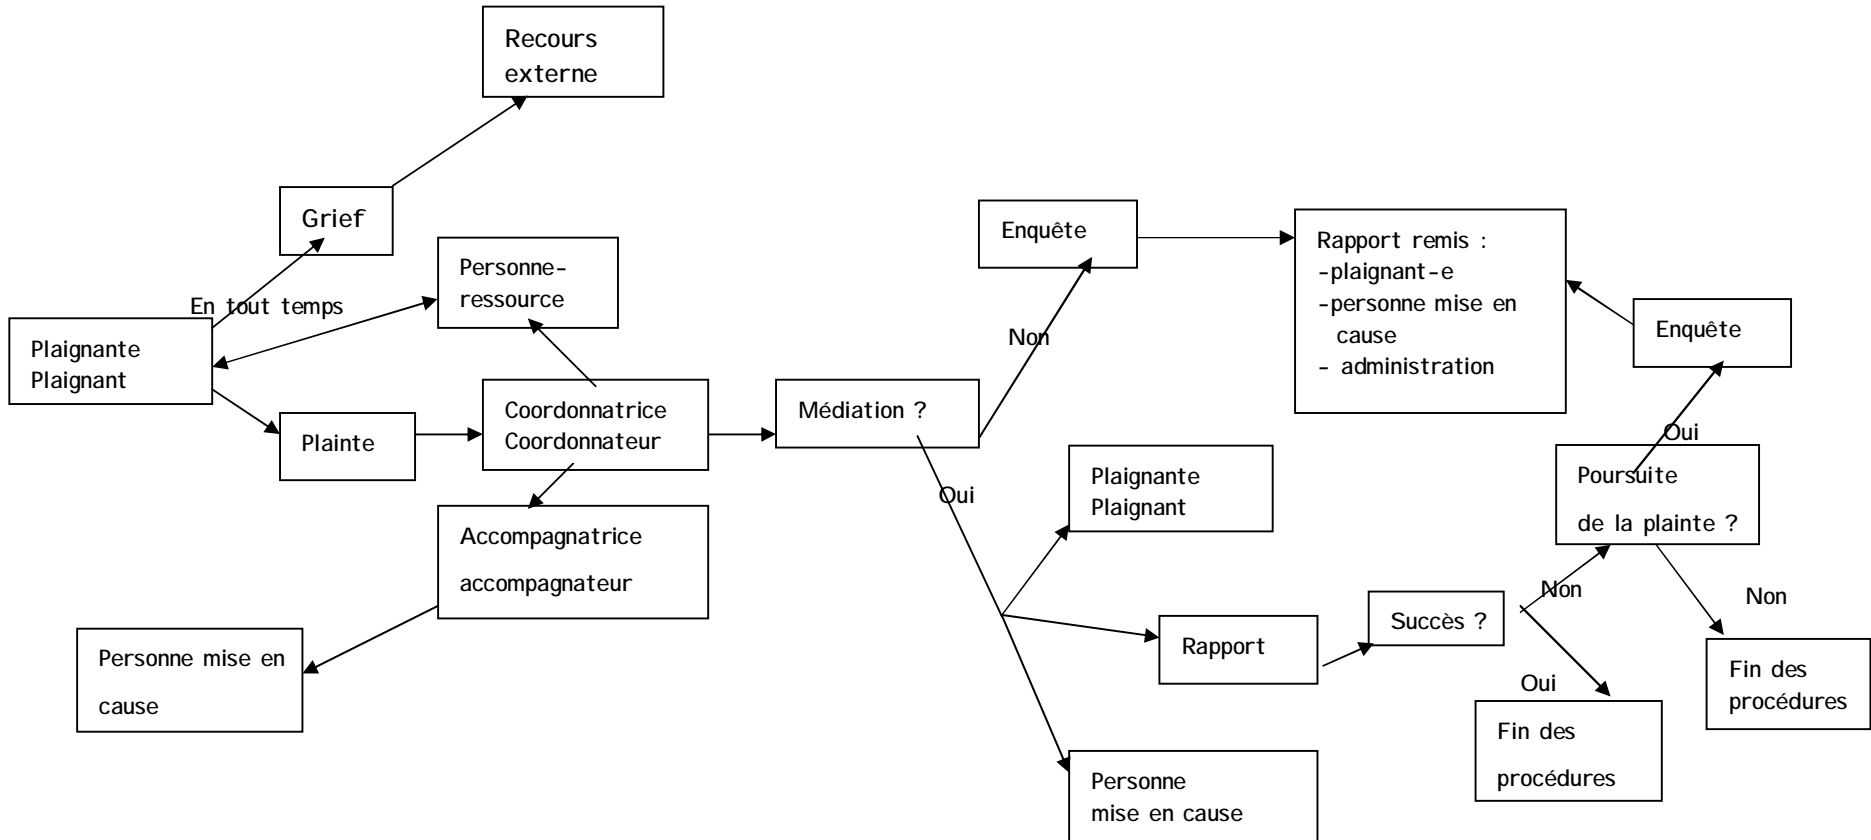 Recours
externe
Grief
Personne-
ressource
En tout temps
Plaignante
Plaignant
Plainte
Coordonnatrice
Coordonnateur
Accompagnatrice
accompagnateur
Personne mise en
cause
Médiation ?
Non
Enquête
Rapport remis :
-plaignant-e
-personne mise en
cause
- administration
Oui
Plaignante
Plaignant
Rapport
Personne
mise en cause
Succès ?
Non
Oui
Fin des
procédures
Poursuite
de la plainte ?
Oui
Enquête
Non
Fin des
procédures